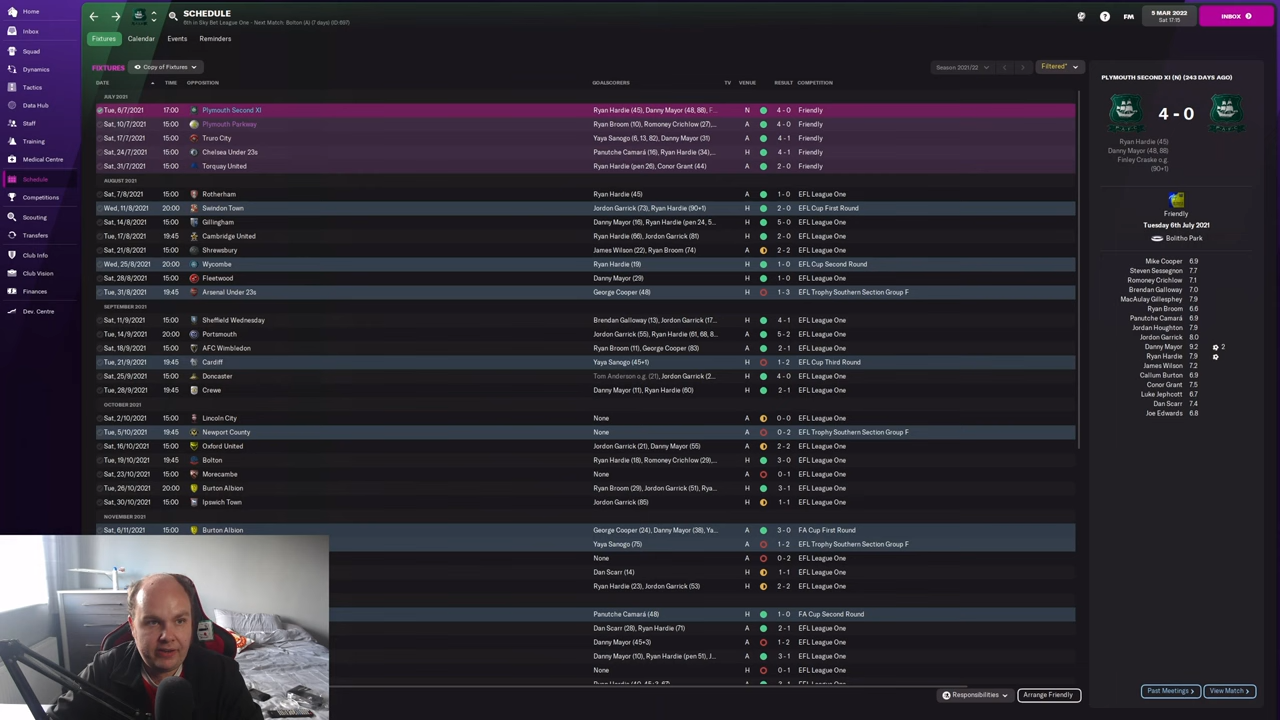 Home
SCHEDULE
6th in Sky Bet League One - Next Match: Bolton (A) (7 days) (ID:697)
FM
5 MAR 2022
Sat 17:15
INBOX
Inbox
Squad
Dynamics
Tactics
Data Hub
Staff
Training
Medical Centre
Schedule
Competitions
Scouting
Transfers
Club Info
Club Vision
Finances
Dev. Centre
Fixtures Calendar Events Reminders
FIXTURES Copy of Fixtures Season 2021/22 Filtered*
DATE TIME OPPOSITION GOALSCORERS TV VENUE RESULT COMPETITION
JULY 2021
Tue, 6/7/2021 17:00 Plymouth Second XI Ryan Hardie (45), Danny Mayor (48, 88), F... N 4 - 0 Friendly
Sat, 10/7/2021 15:00 Plymouth Parkway Ryan Broom (10), Romoney Crichlow (27)... A 4 - 0 Friendly
Sat, 17/7/2021 15:00 Truro City Yaya Sanogo (6, 13, 82), Danny Mayor (31) A 4 - 1 Friendly
Sat, 24/7/2021 15:00 Chelsea Under 23s Panutche Camará (16), Ryan Hardie (34)... H 4 - 1 Friendly
Sat, 31/7/2021 15:00 Torquay United Ryan Hardie (pen 26), Conor Grant (44) A 2 - 0 Friendly
AUGUST 2021
Sat, 7/8/2021 15:00 Rotherham Ryan Hardie (45) A 1 - 0 EFL League One
Wed, 11/8/2021 20:00 Swindon Town Jordon Garrick (73), Ryan Hardie (90+1) H 2 - 0 EFL Cup First Round
Sat, 14/8/2021 15:00 Gillingham Danny Mayor (16), Ryan Hardie (pen 24, 5... H 5 - 0 EFL League One
Tue, 17/8/2021 19:45 Cambridge United Ryan Hardie (66), Jordon Garrick (81) H 2 - 0 EFL League One
Sat, 21/8/2021 15:00 Shrewsbury James Wilson (22), Ryan Broom (74) A 2 - 2 EFL League One
Wed, 25/8/2021 20:00 Wycombe Ryan Hardie (19) H 1 - 0 EFL Cup Second Round
Sat, 28/8/2021 15:00 Fleetwood Danny Mayor (29) H 1 - 0 EFL League One
Tue, 31/8/2021 19:45 Arsenal Under 23s George Cooper (48) H 1 - 3 EFL Trophy Southern Section Group F
SEPTEMBER 2021
Sat, 11/9/2021 15:00 Sheffield Wednesday Brendan Galloway (13), Jordon Garrick (17... H 4 - 1 EFL League One
Tue, 14/9/2021 20:00 Portsmouth Jordon Garrick (55), Ryan Hardie (61, 68, 8... A 5 - 2 EFL League One
Sat, 18/9/2021 15:00 AFC Wimbledon Ryan Broom (11), George Cooper (83) A 2 - 1 EFL League One
Tue, 21/9/2021 19:45 Cardiff Yaya Sanogo (45+1) H 1 - 2 EFL Cup Third Round
Sat, 25/9/2021 15:00 Doncaster Tom Anderson o.g. (21), Jordon Garrick (2... H 4 - 0 EFL League One
Tue, 28/9/2021 19:45 Crewe Danny Mayor (11), Ryan Hardie (60) H 2 - 1 EFL League One
OCTOBER 2021
Sat, 2/10/2021 15:00 Lincoln City None A 0 - 0 EFL League One
Tue, 5/10/2021 19:45 Newport County None A 0 - 2 EFL Trophy Southern Section Group F
Sat, 16/10/2021 15:00 Oxford United Jordon Garrick (21), Danny Mayor (55) A 2 - 2 EFL League One
Tue, 19/10/2021 19:45 Bolton Ryan Hardie (18), Romoney Crichlow (29)... H 3 - 0 EFL League One
Sat, 23/10/2021 15:00 Morecambe None A 0 - 1 EFL League One
Tue, 26/10/2021 20:00 Burton Albion Ryan Broom (29), Jordon Garrick (51), Rya... H 3 - 1 EFL League One
Sat, 30/10/2021 15:00 Ipswich Town Jordon Garrick (85) H 1 - 1 EFL League One
NOVEMBER 2021
Sat, 6/11/2021 15:00 Burton Albion George Cooper (24), Danny Mayor (38), Ya... A 3 - 0 FA Cup First Round
Yaya Sanogo (75) A 1 - 2 EFL Trophy Southern Section Group F
None A 0 - 2 EFL League One
Dan Scarr (14) H 1 - 1 EFL League One
Ryan Hardie (23), Jordon Garrick (53) H 2 - 2 EFL League One
Panutche Camará (48) H 1 - 0 FA Cup Second Round
Dan Scarr (28), Ryan Hardie (71) A 2 - 1 EFL League One
Danny Mayor (45+3) A 1 - 2 EFL League One
Danny Mayor (10), Ryan Hardie (pen 51), J... A 3 - 1 EFL League One
None H 0 - 1 EFL League One
Responsibilities Arrange Friendly
PLYMOUTH SECOND XI (N) (243 DAYS AGO)
4 - 0
Ryan Hardie (45)
Danny Mayor (48, 88)
Finley Craske o.g.
(90+1)
Friendly
Tuesday 6th July 2021
Bolitho Park
Mike Cooper 6.9
Steven Sessegnon 7.7
Romoney Crichlow 7.1
Brendan Galloway 7.0
MacAulay Gillesphey 7.9
Ryan Broom 6.6
Panutche Camará 6.9
Jordan Houghton 7.9
Jordon Garrick 8.0
Danny Mayor 9.2 2
Ryan Hardie 7.9
James Wilson 7.2
Callum Burton 6.9
Conor Grant 7.5
Luke Jephcott 6.7
Dan Scarr 7.4
Joe Edwards 6.8
Past Meetings > View Match >